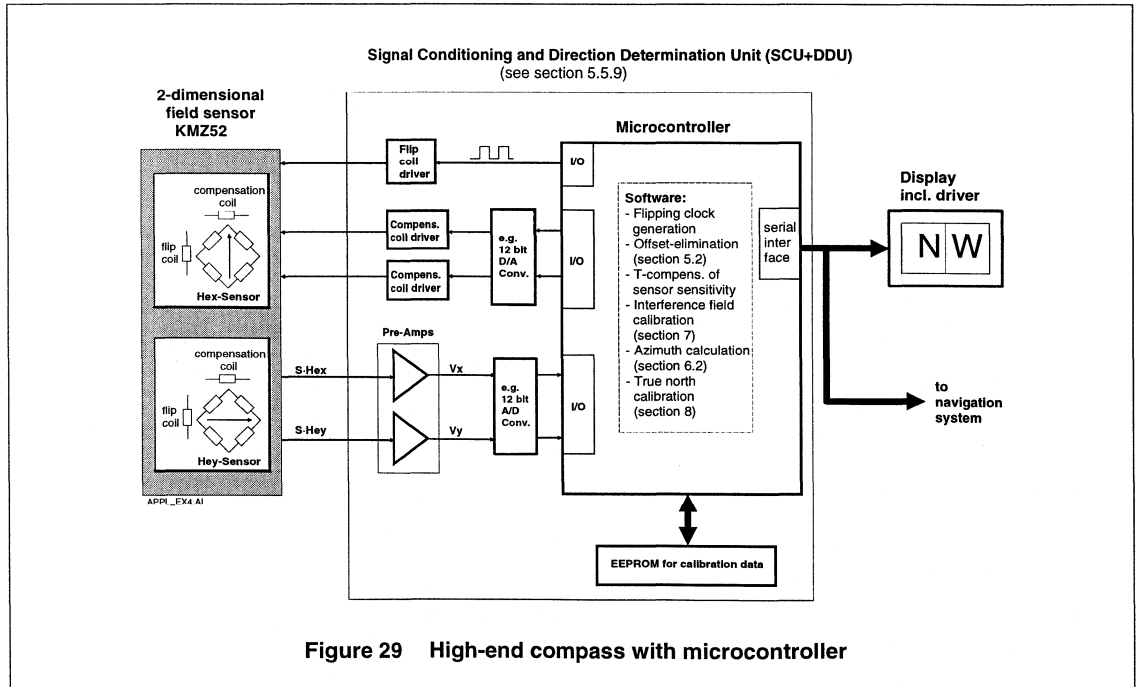 Signal Conditioning and Direction Determination Unit (SCU+DDU)
(see section 5.5.9)
2-dimensional
field sensor
KMZ52
compensation
coil
flip
coil
Hex-Sensor
compensation
coil
flip
coil
Hey-Sensor
APPL_EX4.AI
Flip
coil
driver
Compens.
coil driver
Compens.
coil driver
e.g.
12 bit
D/A
Conv.
Pre-Amps
S·Hex
Vx
S·Hey
Vy
e.g.
12 bit
A/D
Conv.
Microcontroller
I/O
I/O
I/O
Software:
- Flipping clock
generation
- Offset-elimination
(section 5.2)
- T-compens. of
sensor sensitivity
- Interference field
calibration
(section 7)
- Azimuth calculation
(section 6.2)
- True north
calibration
(section 8)
serial
inter
face
Display
incl. driver
N W
to
navigation
system
EEPROM for calibration data
Figure 29 High-end compass with microcontroller